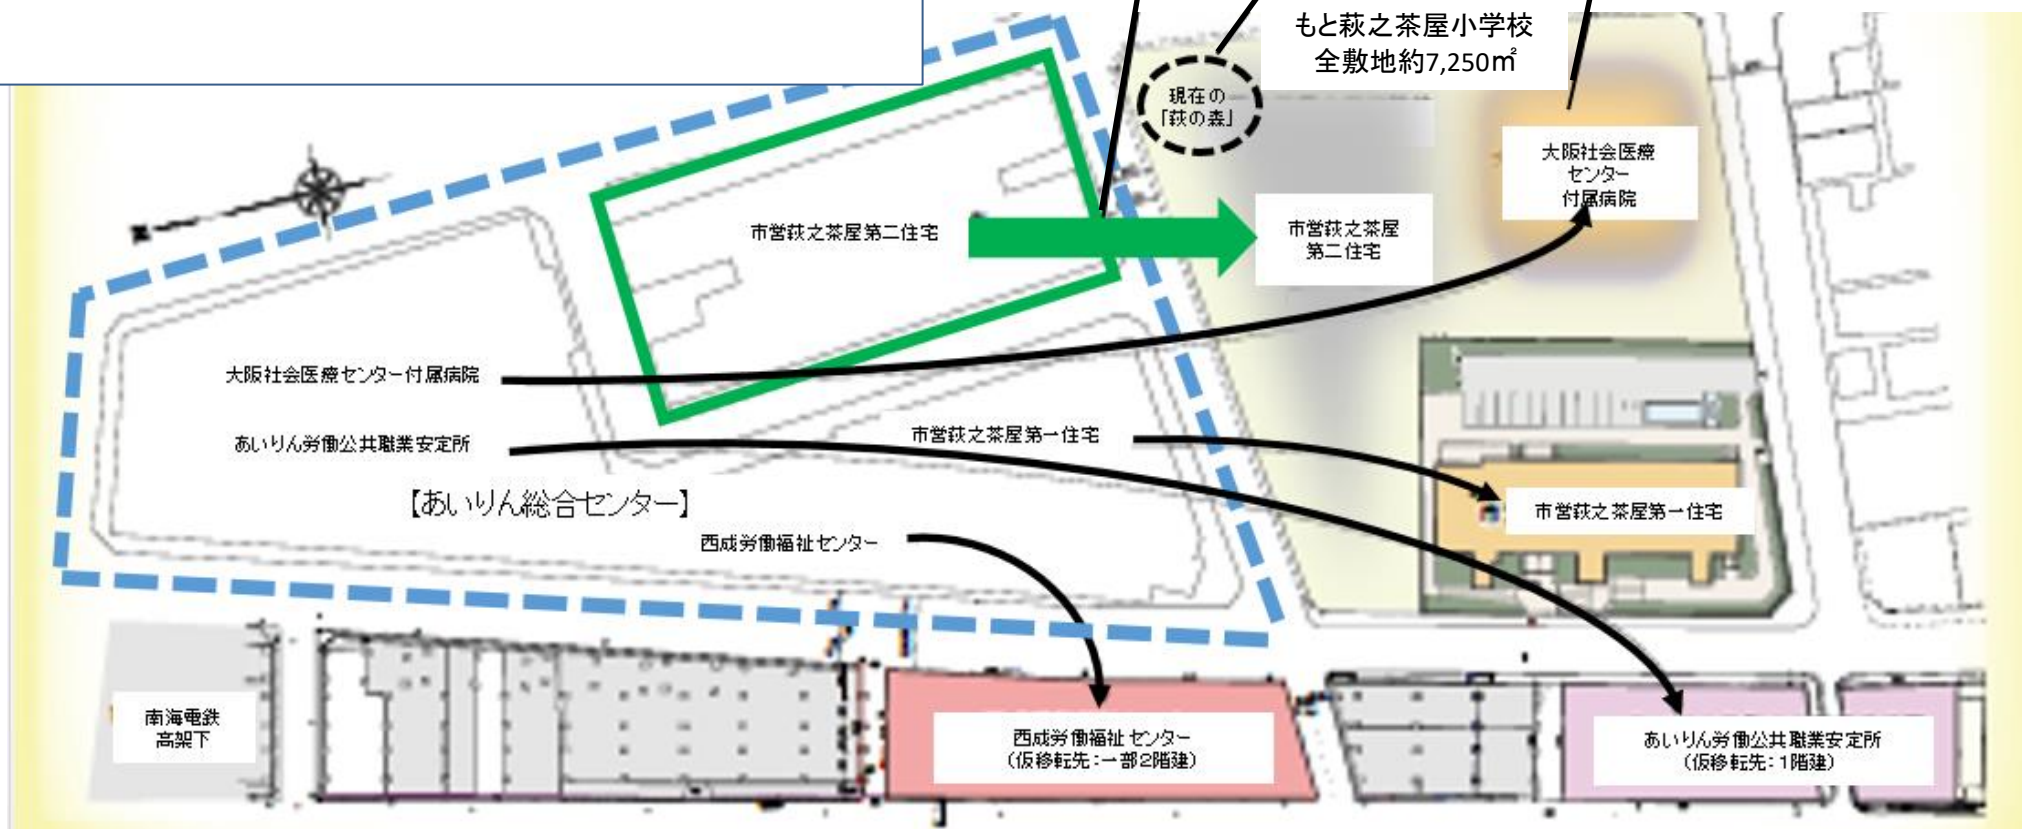 もと萩之茶屋小学校
全敷地約7,250㎡
現在の
「萩の森」
大阪社会医療
センター
付属病院
市営萩之茶屋第二住宅
市営萩之茶屋
第二住宅
大阪社会医療センター付属病院
あいりん労働公共職業安定所
市営萩之茶屋第一住宅
【あいりん総合センター】
市営萩之茶屋第一住宅
西成労働福祉センター
南海電鉄
高架下
西成労働福祉センター
(仮移転先:一部2階建)
あいりん労働公共職業安定所
(仮移転先:1階建)